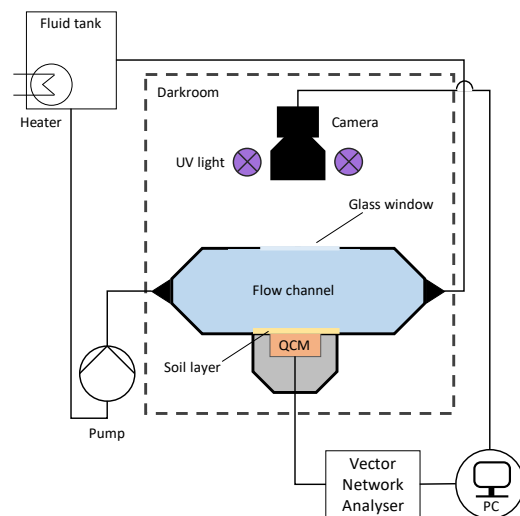 Fluid tank
Heater
Darkroom
Camera
UV light
Glass window
Flow channel
QCM
Soil layer
Pump
Vector
Network
Analyser
PC